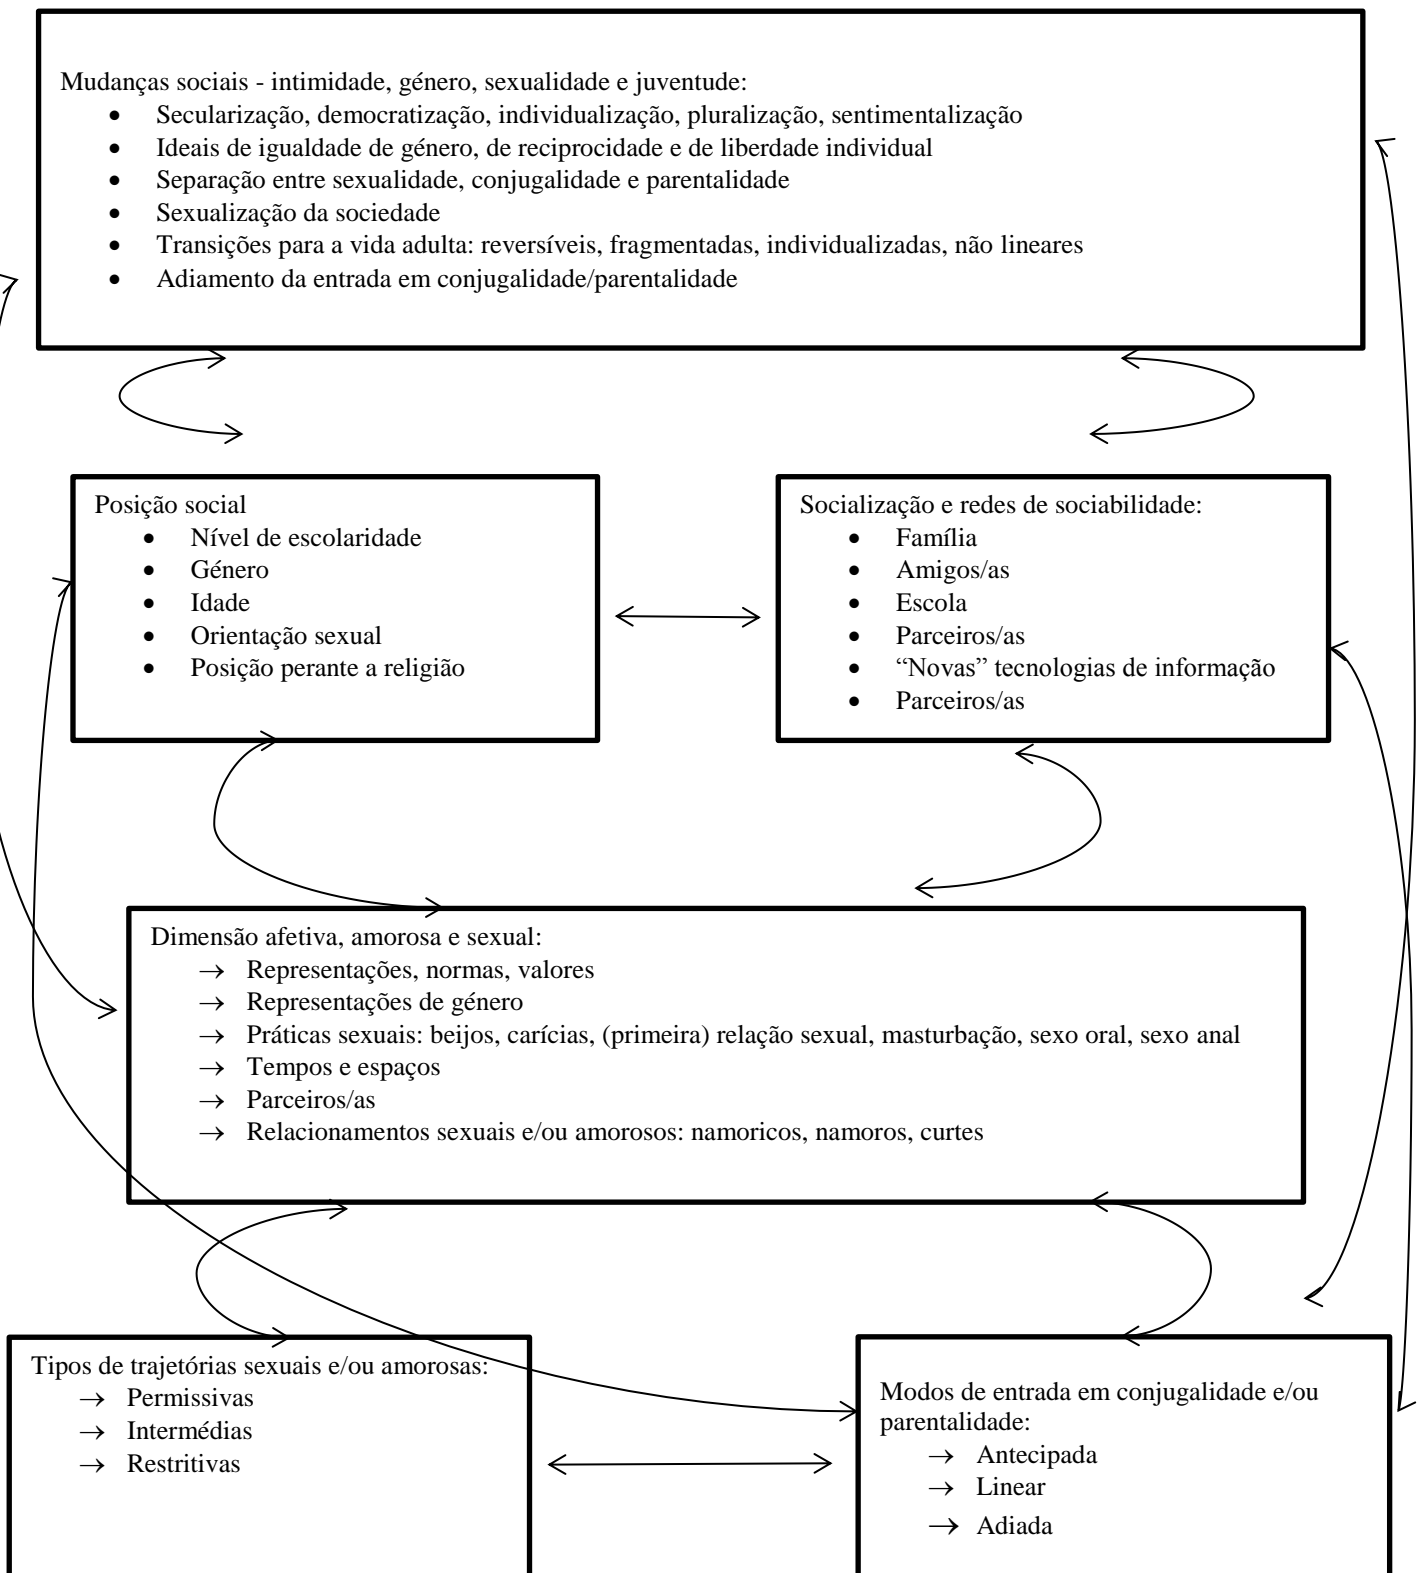 Mudanças sociais - intimidade, género, sexualidade e juventude:
• Secularização, democratização, individualização, pluralização, sentimentalização
• Ideais de igualdade de género, de reciprocidade e de liberdade individual
• Separação entre sexualidade, conjugalidade e parentalidade
• Sexualização da sociedade
• Transições para a vida adulta: reversíveis, fragmentadas, individualizadas, não lineares
• Adiamento da entrada em conjugalidade/parentalidade
Posição social
• Nível de escolaridade
• Género
• Idade
• Orientação sexual
• Posição perante a religião
Socialização e redes de sociabilidade:
• Família
• Amigos/as
• Escola
• Parceiros/as
• “Novas” tecnologias de informação
• Parceiros/as
Dimensão afetiva, amorosa e sexual:
→ Representações, normas, valores
→ Representações de género
→ Práticas sexuais: beijos, carícias, (primeira) relação sexual, masturbação, sexo oral, sexo anal
→ Tempos e espaços
→ Parceiros/as
→ Relacionamentos sexuais e/ou amorosos: namoricos, namoros, curtes
Tipos de trajetórias sexuais e/ou amorosas:
→ Permissivas
→ Intermédias
→ Restritivas
Modos de entrada em conjugalidade e/ou
parentalidade:
→ Antecipada
→ Linear
→ Adiada